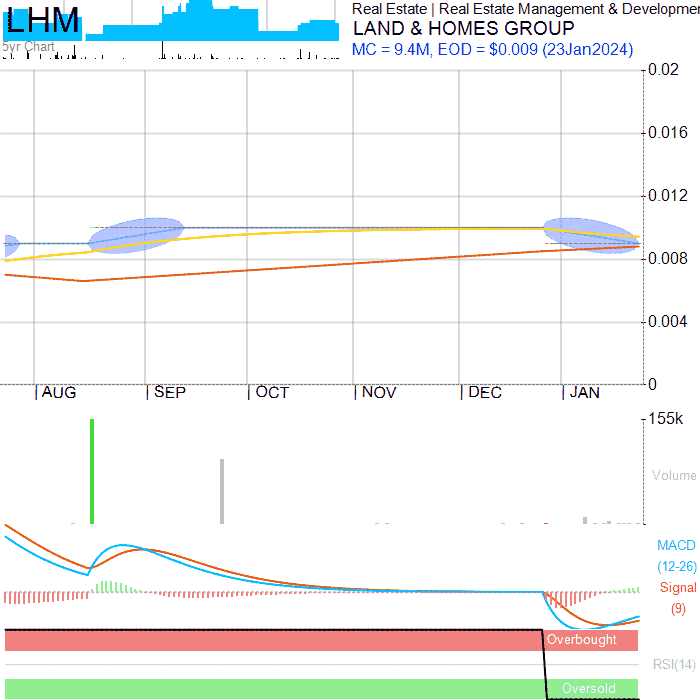 LHM
5yr Chart
Real Estate | Real Estate Management & Developmen
LAND & HOMES GROUP
MC = 9.4M, EOD = $0.009 (23Jan2024)
0.02
0.016
0.012
0.008
0.004
0
AUG SEP OCT NOV DEC JAN
155k
Volume
MACD
(12-26)
Signal
(9)
Overbought
RSI(14)
Oversold